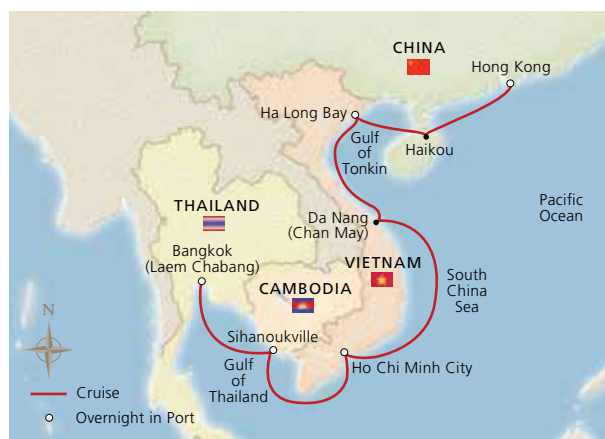 CHINA
Hong Kong
Ha Long Bay
Gulf
of
Tonkin
Haikou
Pacific
Ocean
THAILAND
Da Nang
(Chan May)
Bangkok
(Laem Chabang)
VIETNAM
CAMBODIA
South
China
Sea
N
Sihanoukville
Gulf
of
Thailand
Ho Chi Minh City
Cruise
Overnight in Port